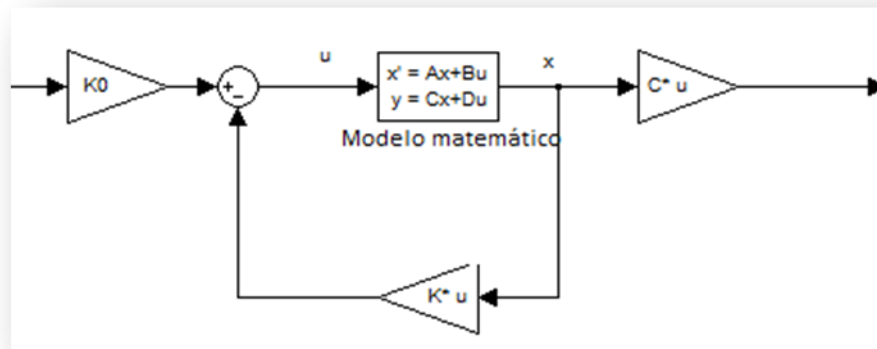 u
x
K0
+
-
x' = Ax+Bu
y = Cx+Du
C* u
Modelo matemático
K* u